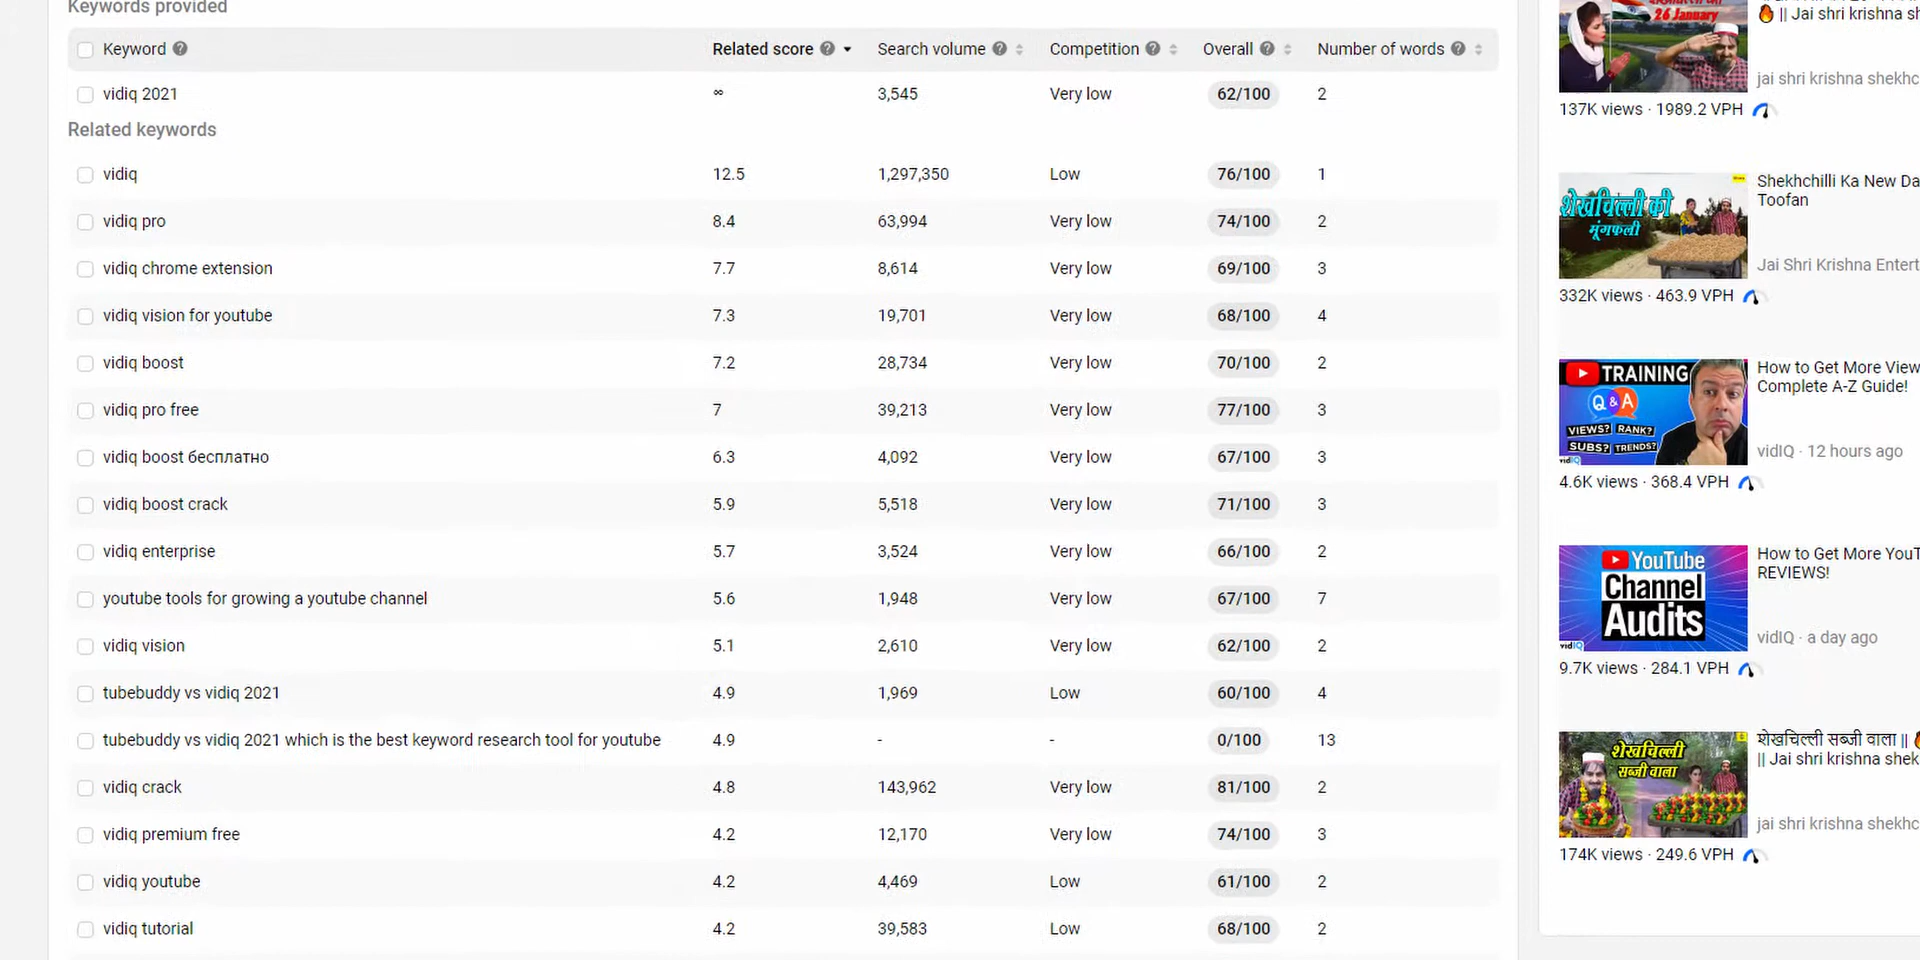 Keywords provided
Keyword Related score Search volume Competition Overall Number of words
vidiq 2021 ∞ 3,545 Very low 62/100 2
Related keywords
vidiq 12.5 1,297,350 Low 76/100 1
vidiq pro 8.4 63,994 Very low 74/100 2
vidiq chrome extension 7.7 8,614 Very low 69/100 3
vidiq vision for youtube 7.3 19,701 Very low 68/100 4
vidiq boost 7.2 28,734 Very low 70/100 2
vidiq pro free 7 39,213 Very low 77/100 3
vidiq boost бесплатно 6.3 4,092 Very low 67/100 3
vidiq boost crack 5.9 5,518 Very low 71/100 3
vidiq enterprise 5.7 3,524 Very low 66/100 2
youtube tools for growing a youtube channel 5.6 1,948 Very low 67/100 7
vidiq vision 5.1 2,610 Very low 62/100 2
tubebuddy vs vidiq 2021 4.9 1,969 Low 60/100 4
tubebuddy vs vidiq 2021 which is the best keyword research tool for youtube 4.9 - - 0/100 13
vidiq crack 4.8 143,962 Very low 81/100 2
vidiq premium free 4.2 12,170 Very low 74/100 3
vidiq youtube 4.2 4,469 Low 61/100 2
vidiq tutorial 4.2 39,583 Low 68/100 2
26 January
🔥 || Jai shri krishna sh
jai shri krishna shekhc
137K views · 1989.2 VPH
शेखचिल्ली की
मूंगफली
Shekhchilli Ka New Da
Toofan
Jai Shri Krishna Entert
332K views · 463.9 VPH
TRAINING
Q & A
VIEWS? RANK?
SUBS? TRENDS?
vidIQ
How to Get More View
Complete A-Z Guide!
vidIQ · 12 hours ago
4.6K views · 368.4 VPH
YouTube
Channel
Audits
vidIQ
How to Get More YouT
REVIEWS!
vidIQ · a day ago
9.7K views · 284.1 VPH
शेखचिल्ली
सब्जी वाला
शेखचिल्ली सब्जी वाला ||
|| Jai shri krishna shek
jai shri krishna shekhc
174K views · 249.6 VPH